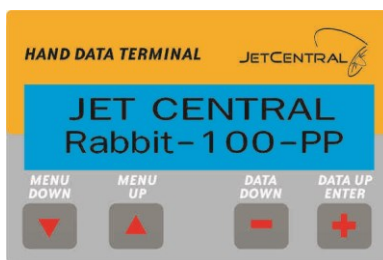 HAND DATA TERMINAL
JETCENTRAL
JET CENTRAL
Rabbit-100-PP
MENU DOWN
MENU UP
DATA DOWN
DATA UP ENTER